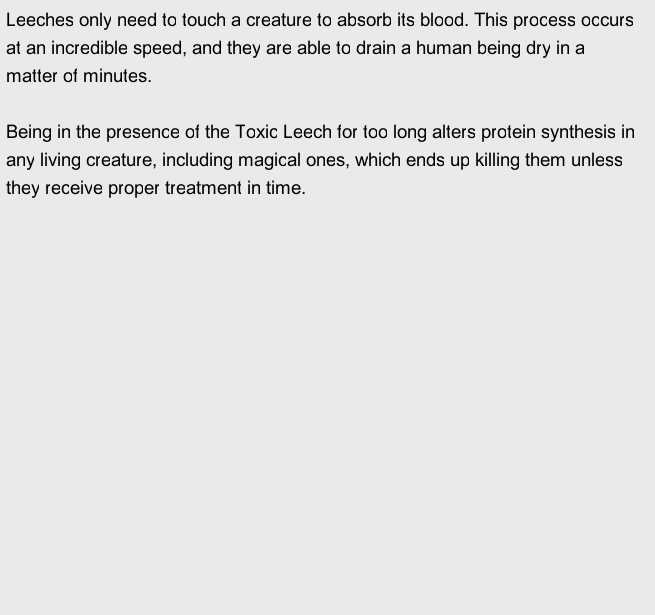 Leeches only need to touch a creature to absorb its blood. This process occurs
at an incredible speed, and they are able to drain a human being dry in a
matter of minutes.

Being in the presence of the Toxic Leech for too long alters protein synthesis in
any living creature, including magical ones, which ends up killing them unless
they receive proper treatment in time.